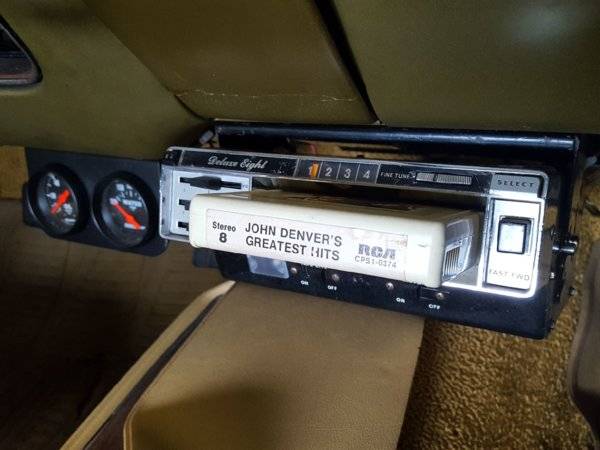 Deluxe Eight
1 2 3 4
FINE TUNE
SELECT
Stereo
8
JOHN DENVER'S
GREATEST HITS
RCA
CPS1-0374
FAST FWD
ON
OFF
ON
OFF